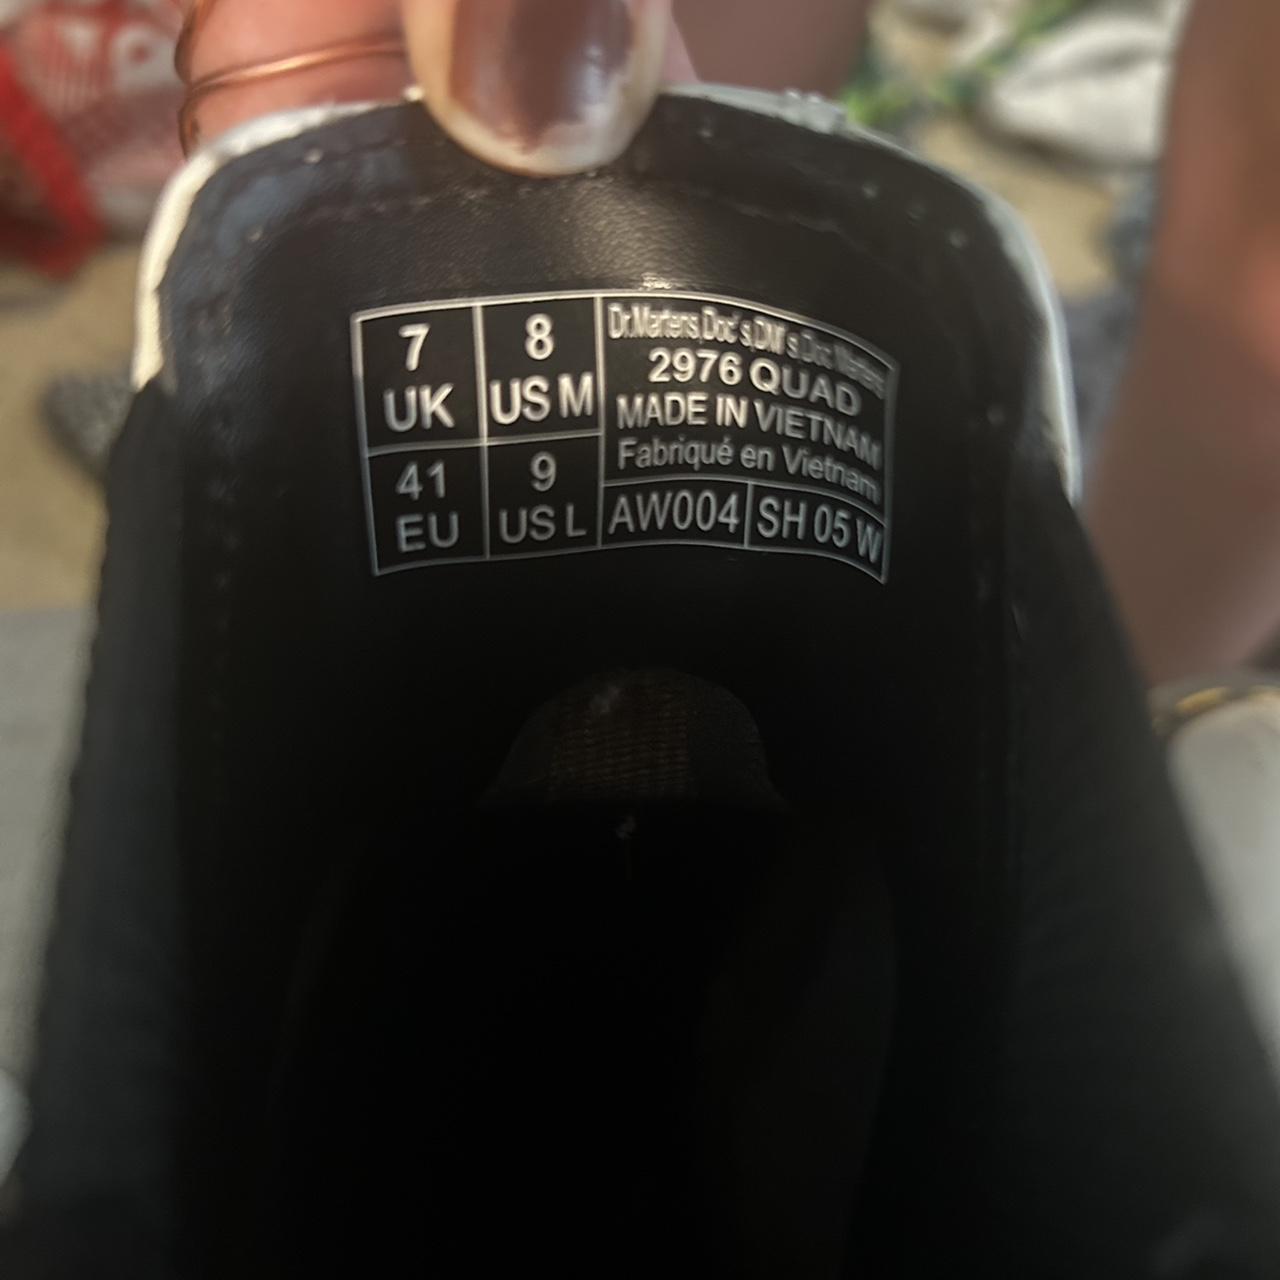 7
UK
8
US M
41
EU
9
US L
Dr.Martens,Doc's,DM's,Doc Martens
2976 QUAD
MADE IN VIETNAM
Fabriqué en Vietnam
AW004
SH 05 W